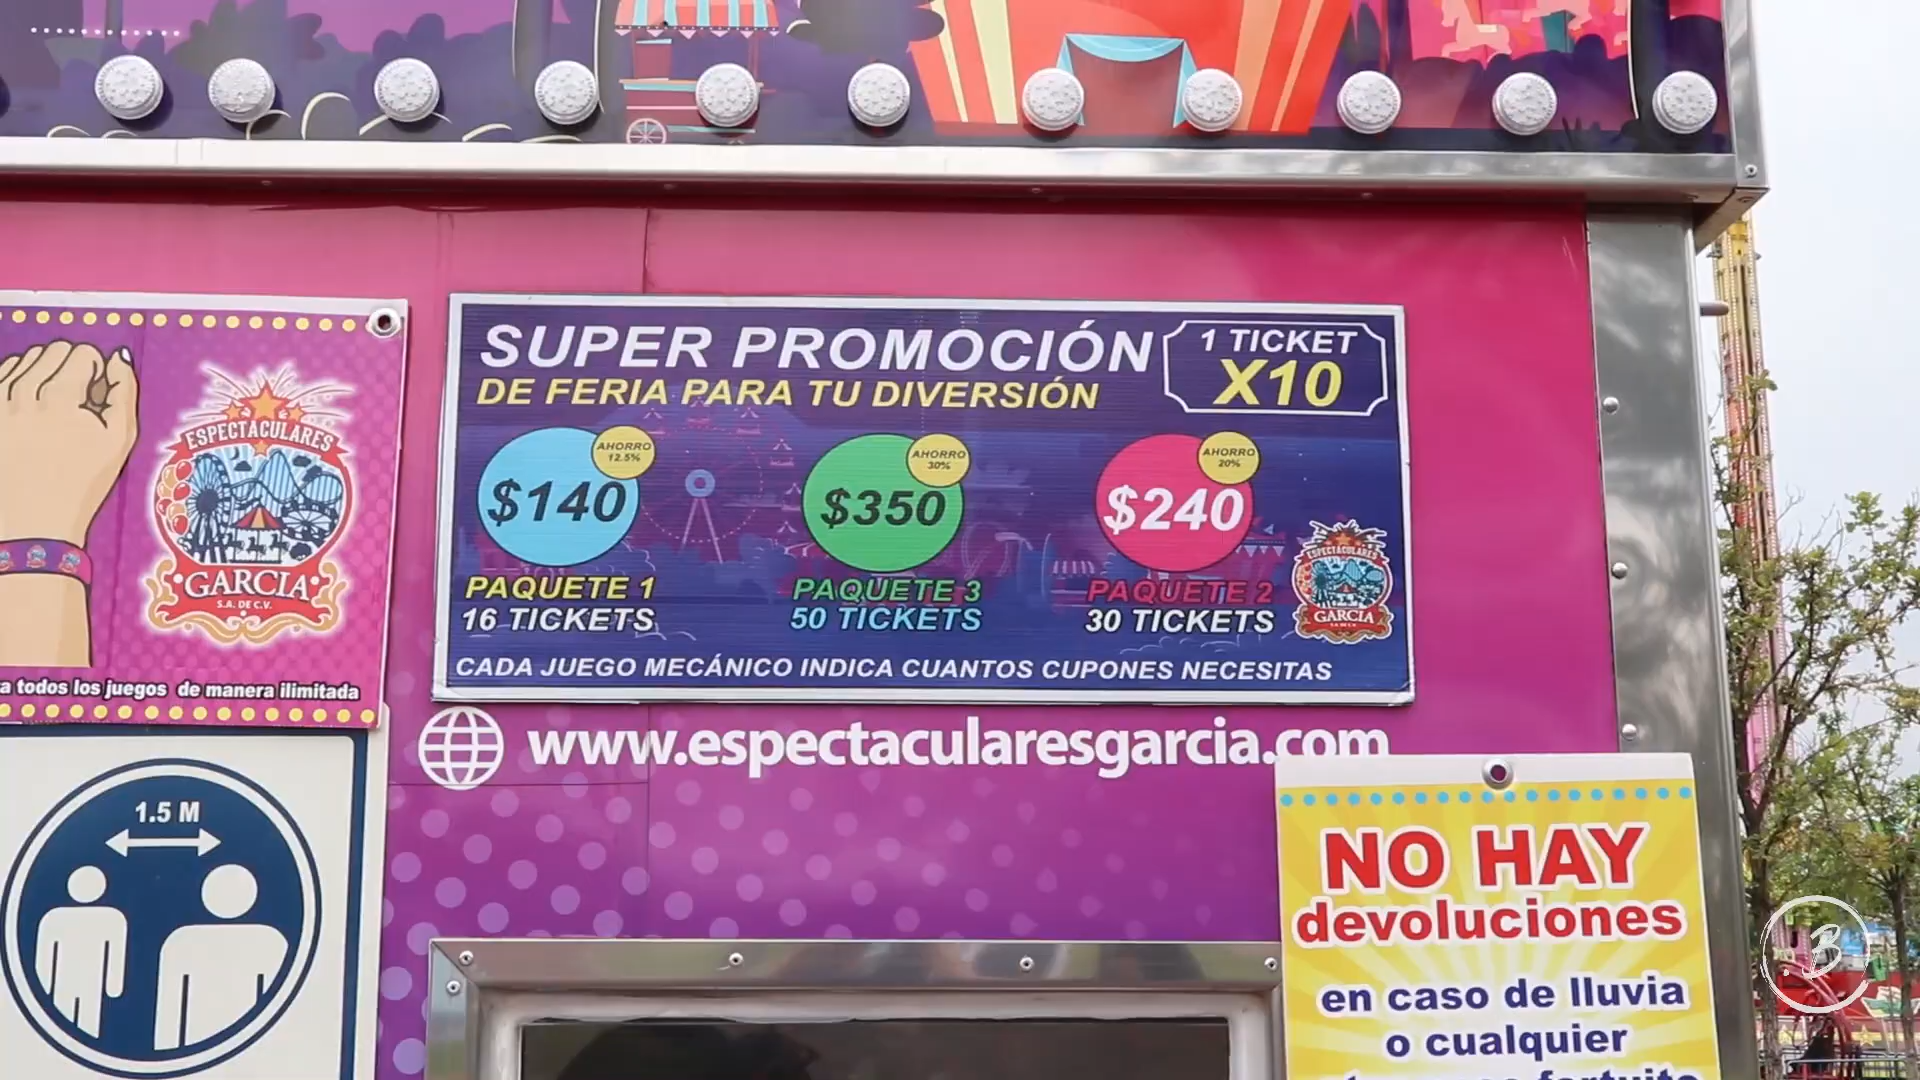 SUPER PROMOCIÓN
DE FERIA PARA TU DIVERSIÓN
1 TICKET
X10
AHORRO
12.5%
$140
PAQUETE 1
16 TICKETS
AHORRO
30%
$350
PAQUETE 3
50 TICKETS
AHORRO
20%
$240
PAQUETE 2
30 TICKETS
ESPECTACULARES
GARCIA
CADA JUEGO MECÁNICO INDICA CUANTOS CUPONES NECESITAS
www.espectacularesgarcia.com
ESPECTACULARES
GARCIA
S.A. DE C.V.
a todos los juegos de manera ilimitada
1.5 M
NO HAY
devoluciones
en caso de lluvia
o cualquier
fortuito
B